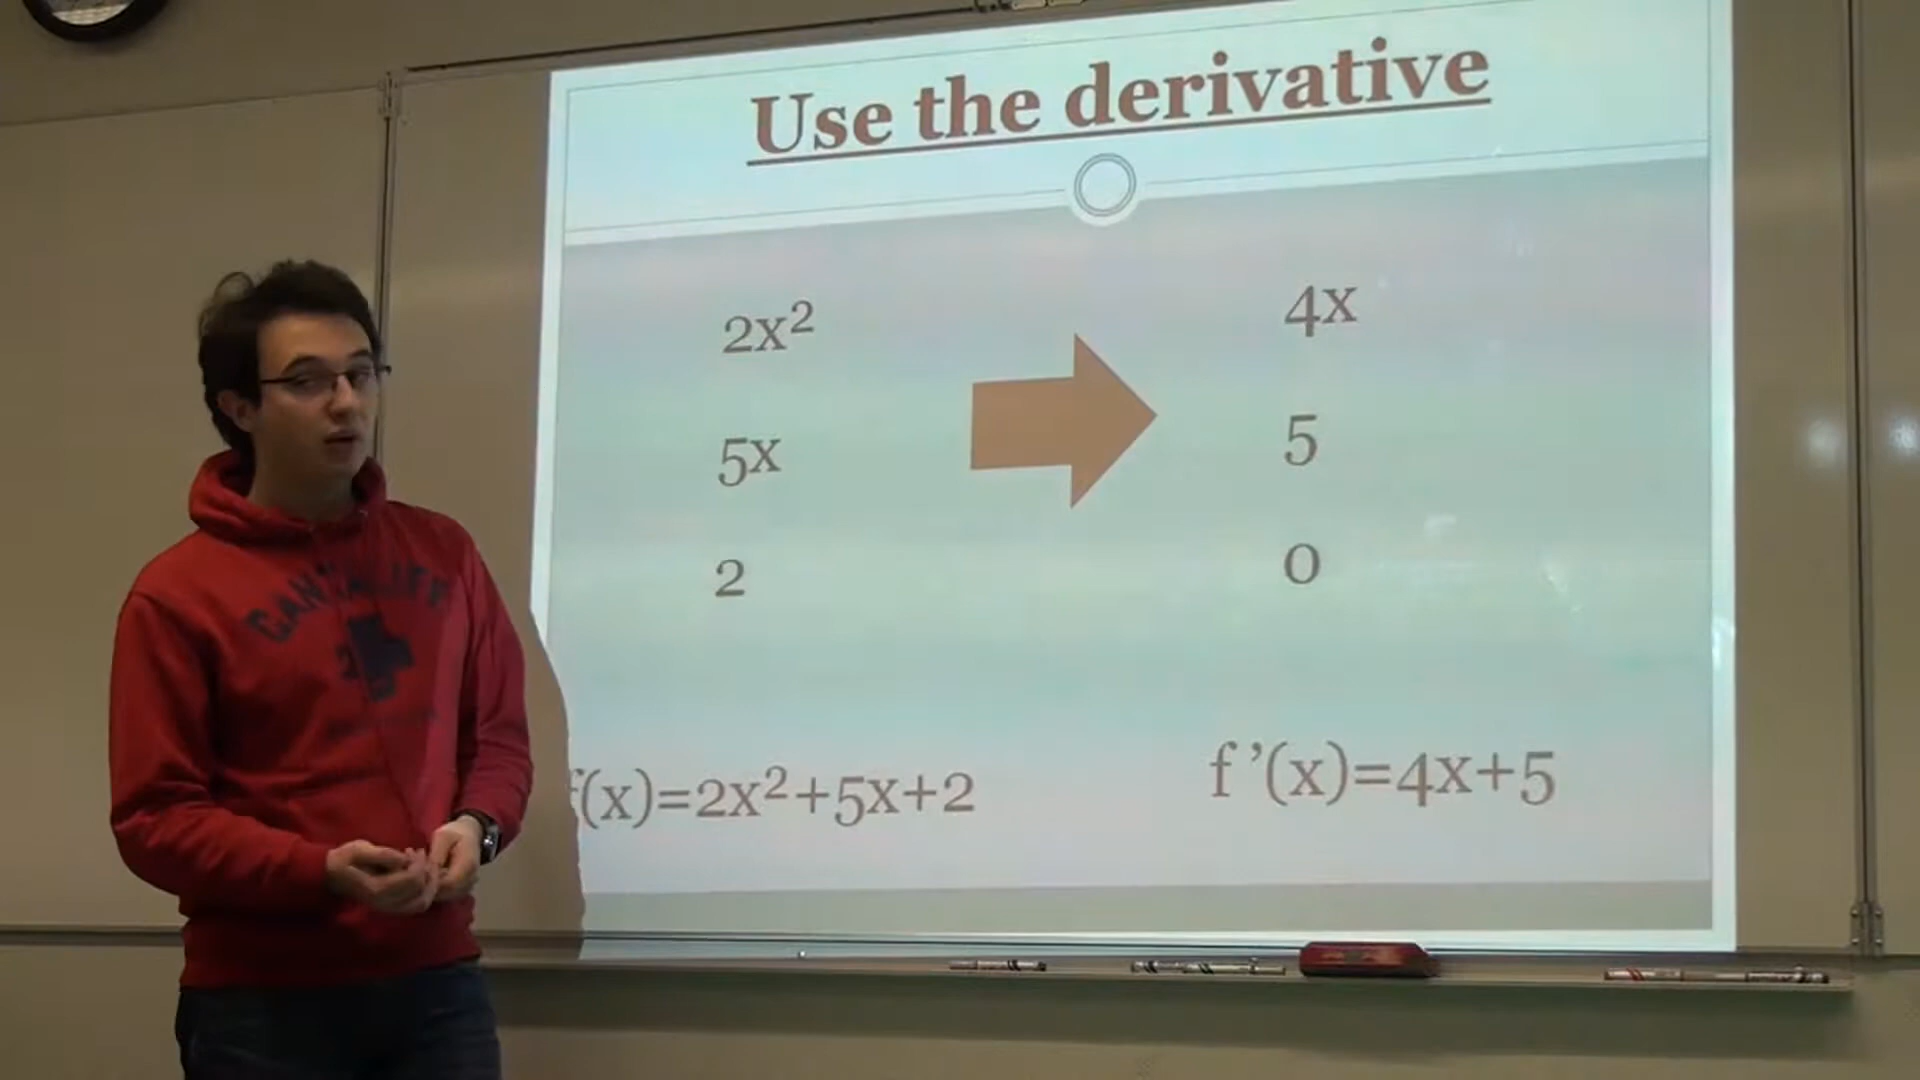 Use the derivative
2x² 4x
5x 5
2 0
f(x)=2x²+5x+2 f ’(x)=4x+5